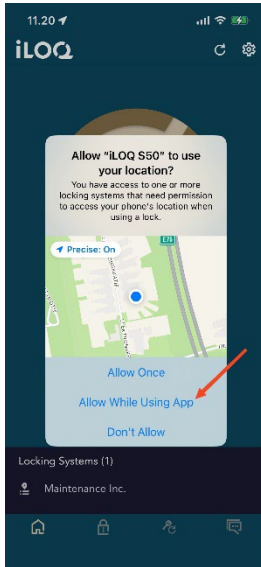 11.20
iLOQ
Allow "iLOQ S50" to use
your location?
You have access to one or more
locking systems that need permission
to access your phone's location when
using a lock.
Precise: On
E75
Allow Once
Allow While Using App
Don't Allow
Locking Systems (1)
Maintenance Inc.